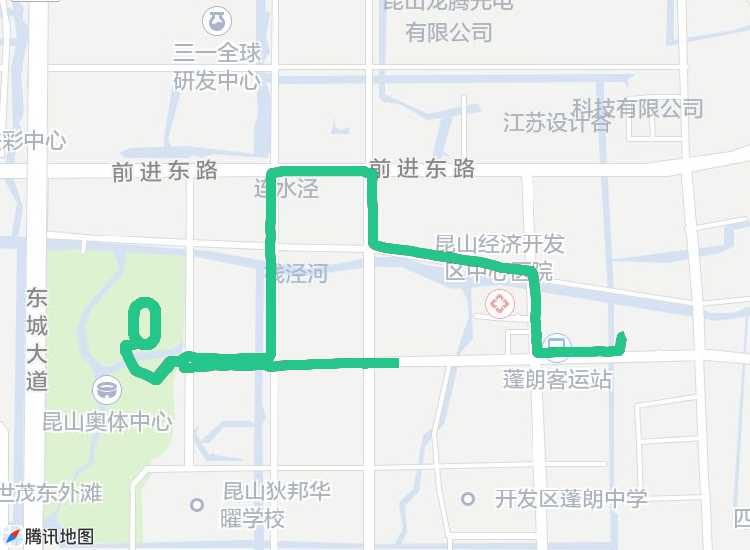 昆山龙腾光电
有限公司
三一全球
研发中心
科技有限公司
江苏设计谷
彩中心
前进东路
前进东路
连水泾
昆山经济开发
区中心医院
浅泾河
东城大道
蓬朗客运站
昆山奥体中心
世茂东外滩
昆山狄邦华
曜学校
开发区蓬朗中学
四
腾讯地图